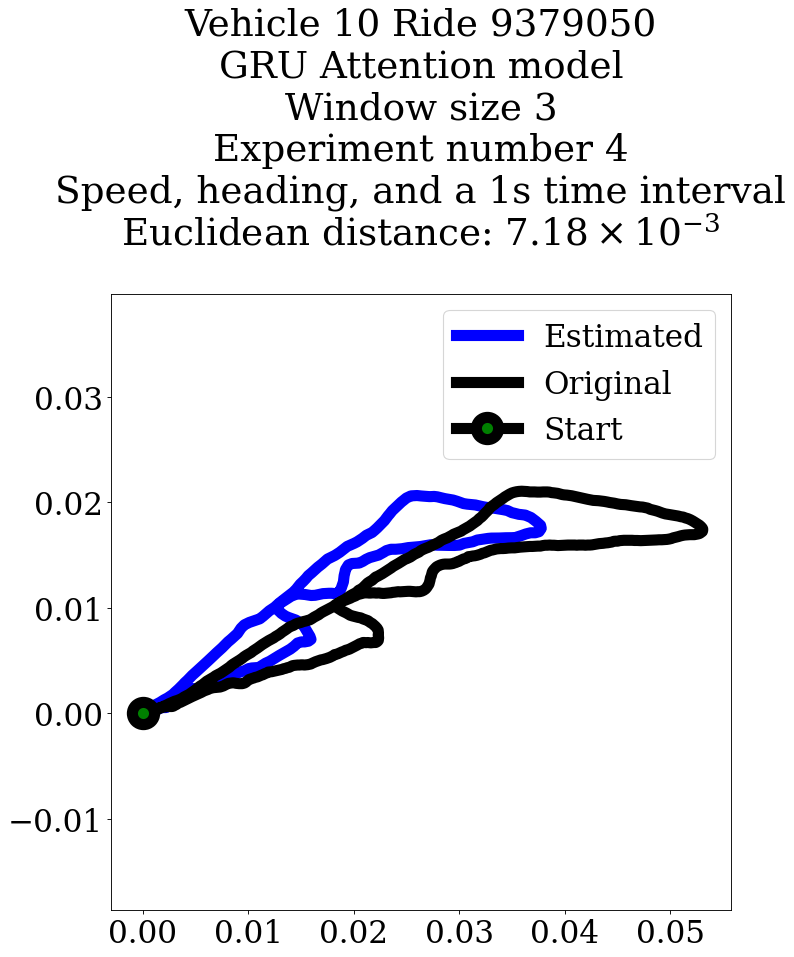 Vehicle 10 Ride 9379050
GRU Attention model
Window size 3
Experiment number 4
Speed, heading, and a 1s time interval
Euclidean distance: 7.18 × 10⁻³
Estimated
Original
Start
0.03
0.02
0.01
0.00
−0.01
0.00 0.01 0.02 0.03 0.04 0.05